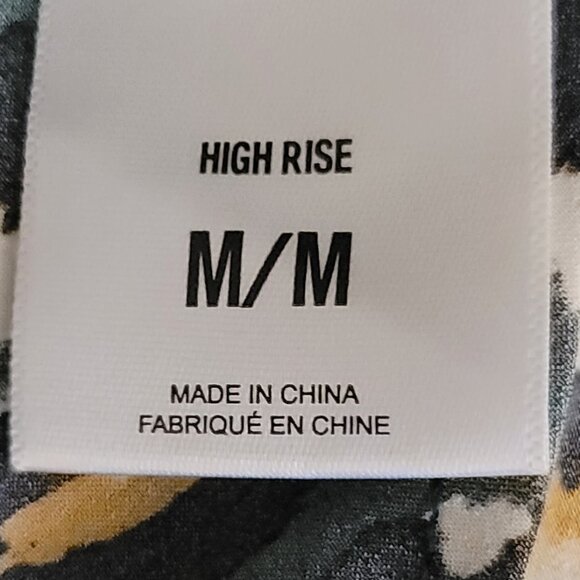 HIGH RISE
M/M
MADE IN CHINA
FABRIQUÉ EN CHINE